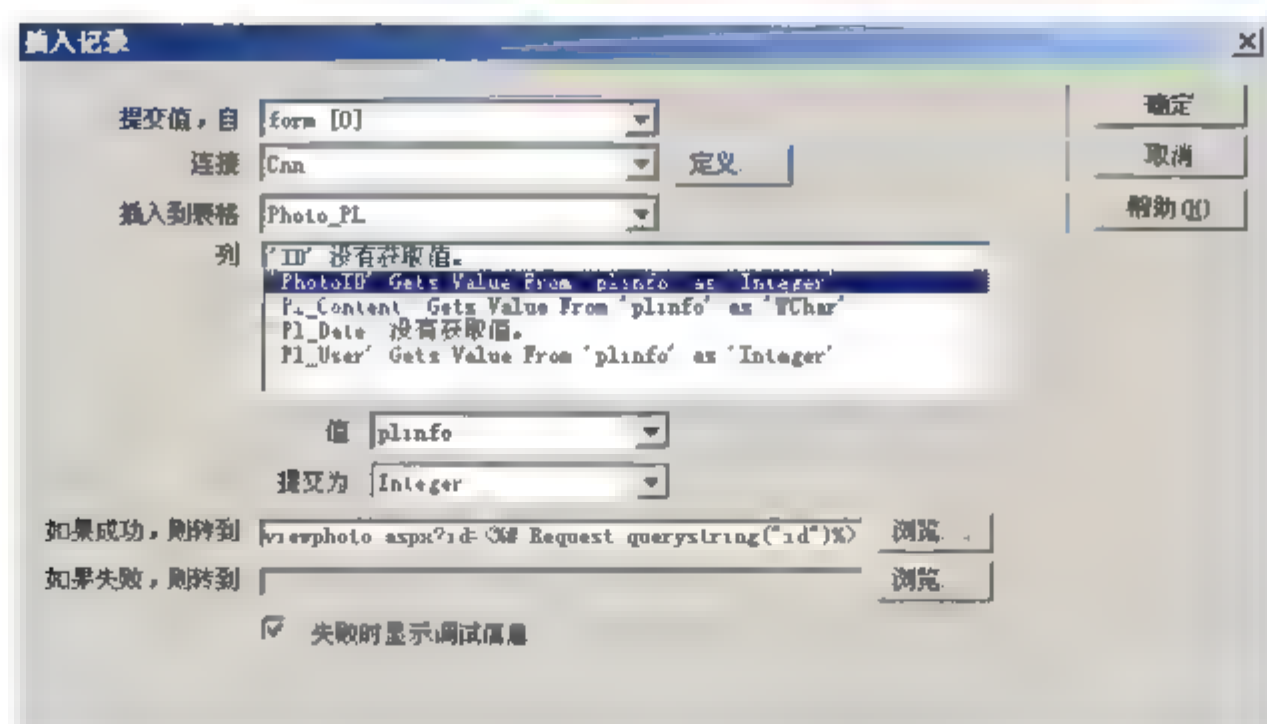 插入记录
提交值，自 form [0] 确定
连接 Cnn 定义. 取消
插入到表格 Photo_PL 帮助(H)
列 'ID' 没有获取值。
'PhotoID' Gets Value From 'plinfo' as 'Integer'
Pl_Content Gets Value From 'plinfo' as 'WChar'
Pl_Date 没有获取值。
Pl_User' Gets Value From 'plinfo' as 'Integer'
值 plinfo
提交为 Integer
如果成功，则转到 viewphoto aspx?id=<%# Request querystring("id")%> 浏览. .
如果失败，则转到 浏览.
失败时显示调试信息